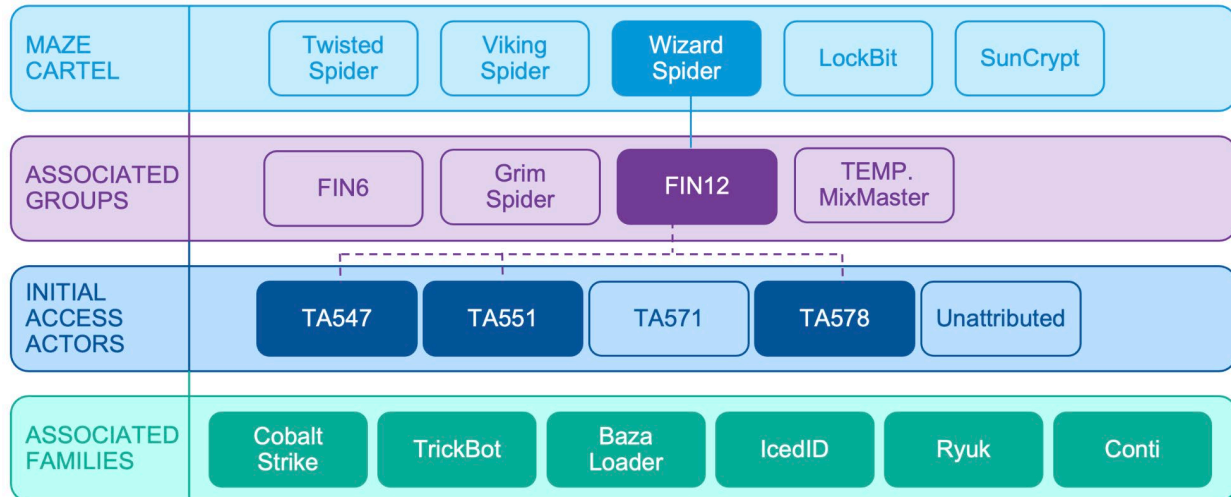 MAZE
CARTEL
Twisted
Spider
Viking
Spider
Wizard
Spider
LockBit
SunCrypt
ASSOCIATED
GROUPS
FIN6
Grim
Spider
FIN12
TEMP.
MixMaster
INITIAL
ACCESS
ACTORS
TA547
TA551
TA571
TA578
Unattributed
ASSOCIATED
FAMILIES
Cobalt
Strike
TrickBot
Baza
Loader
IcedID
Ryuk
Conti